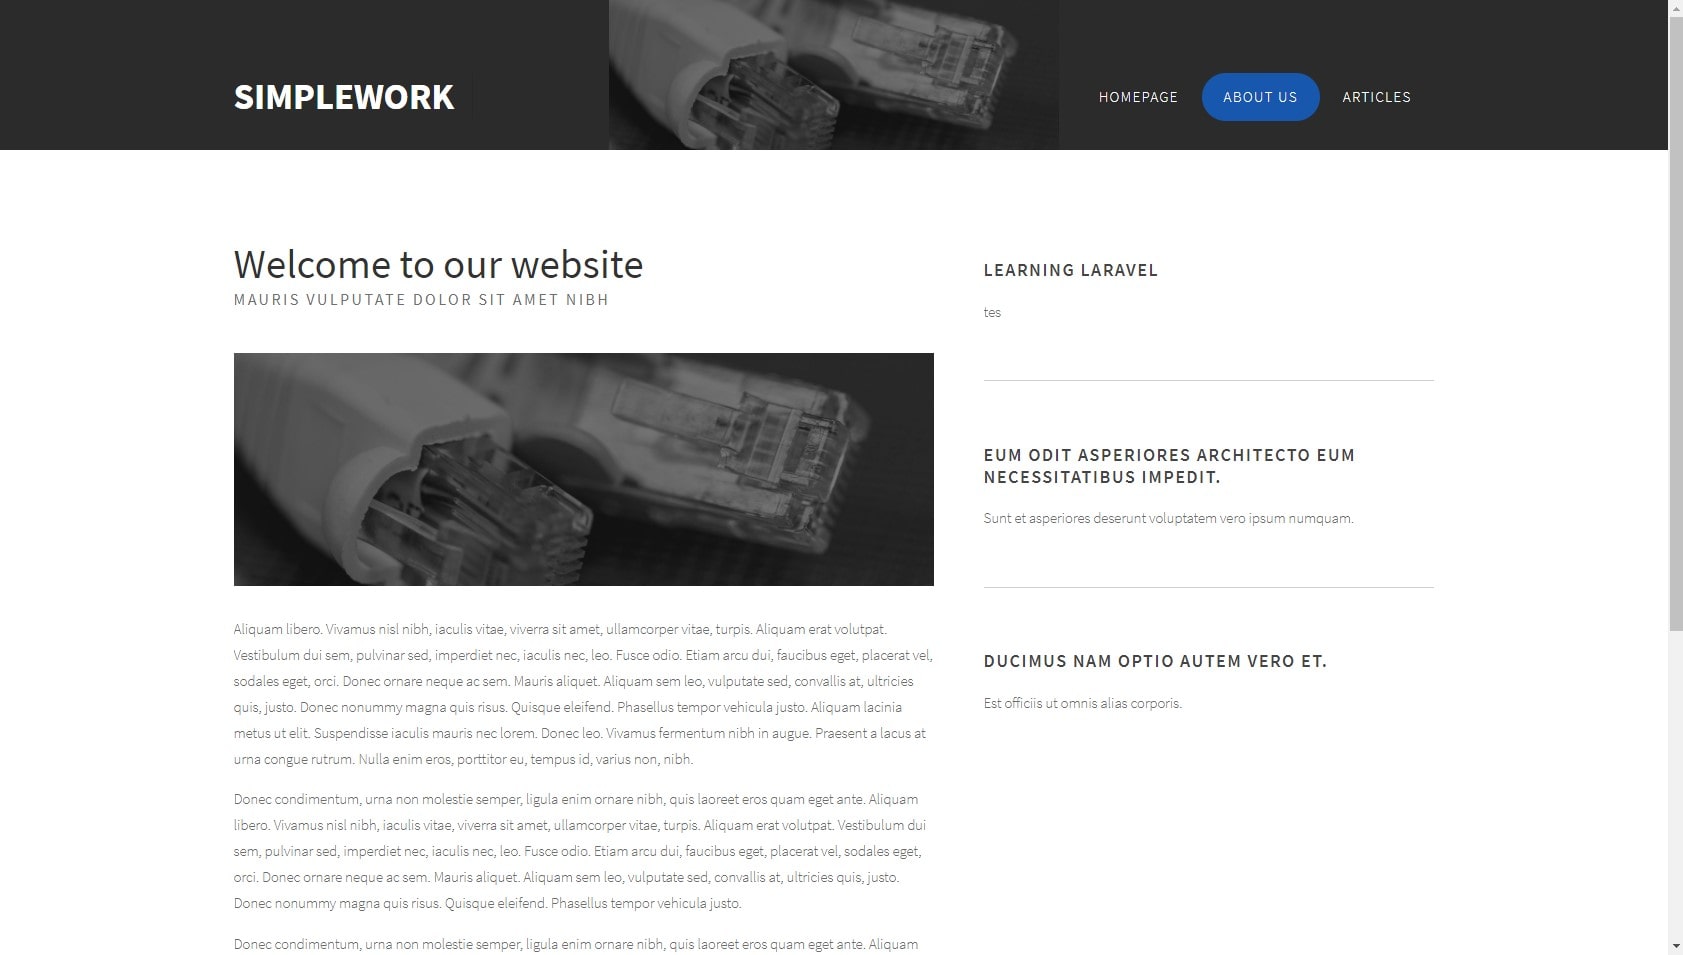 SIMPLEWORK
HOMEPAGE
ABOUT US
ARTICLES
Welcome to our website
MAURIS VULPUTATE DOLOR SIT AMET NIBH
Aliquam libero. Vivamus nisl nibh, iaculis vitae, viverra sit amet, ullamcorper vitae, turpis. Aliquam erat volutpat.
Vestibulum dui sem, pulvinar sed, imperdiet nec, iaculis nec, leo. Fusce odio. Etiam arcu dui, faucibus eget, placerat vel,
sodales eget, orci. Donec ornare neque ac sem. Mauris aliquet. Aliquam sem leo, vulputate sed, convallis at, ultricies
quis, justo. Donec nonummy magna quis risus. Quisque eleifend. Phasellus tempor vehicula justo. Aliquam lacinia
metus ut elit. Suspendisse iaculis mauris nec lorem. Donec leo. Vivamus fermentum nibh in augue. Praesent a lacus at
urna congue rutrum. Nulla enim eros, porttitor eu, tempus id, varius non, nibh.
Donec condimentum, urna non molestie semper, ligula enim ornare nibh, quis laoreet eros quam eget ante. Aliquam
libero. Vivamus nisl nibh, iaculis vitae, viverra sit amet, ullamcorper vitae, turpis. Aliquam erat volutpat. Vestibulum dui
sem, pulvinar sed, imperdiet nec, iaculis nec, leo. Fusce odio. Etiam arcu dui, faucibus eget, placerat vel, sodales eget,
orci. Donec ornare neque ac sem. Mauris aliquet. Aliquam sem leo, vulputate sed, convallis at, ultricies quis, justo.
Donec nonummy magna quis risus. Quisque eleifend. Phasellus tempor vehicula justo.
Donec condimentum, urna non molestie semper, ligula enim ornare nibh, quis laoreet eros quam eget ante. Aliquam
LEARNING LARAVEL
tes
EUM ODIT ASPERIORES ARCHITECTO EUM
NECESSITATIBUS IMPEDIT.
Sunt et asperiores deserunt voluptatem vero ipsum numquam.
DUCIMUS NAM OPTIO AUTEM VERO ET.
Est officiis ut omnis alias corporis.